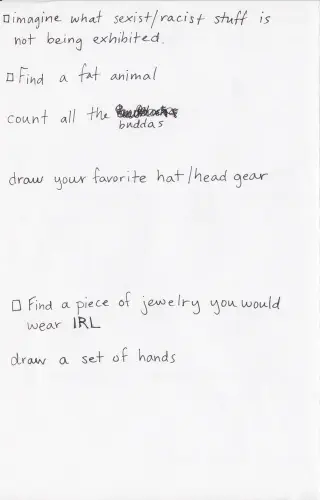 □ imagine what sexist/racist stuff is
not being exhibited.
□ Find a fat animal
count all the
buddas
draw your favorite hat/head gear
□ Find a piece of jewelry you would
wear IRL
draw a set of hands